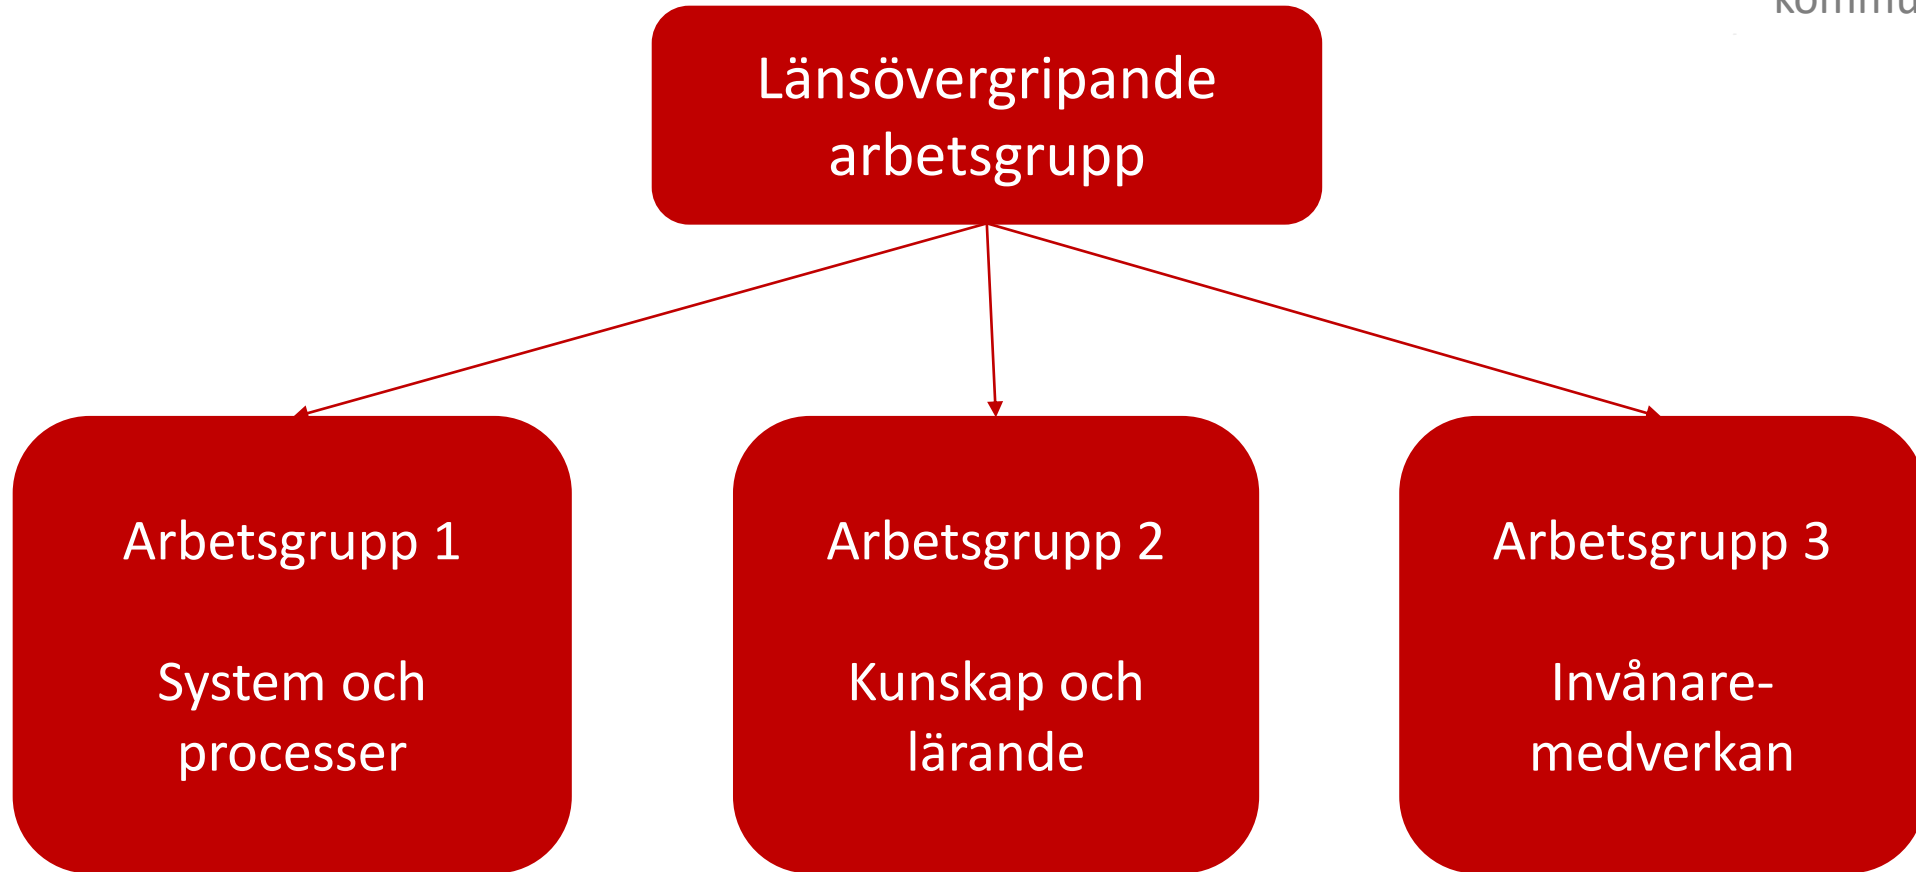 Länsövergripande
arbetsgrupp
Arbetsgrupp 1
System och
processer
Arbetsgrupp 2
Kunskap och
lärande
Arbetsgrupp 3
Invånare-
medverkan